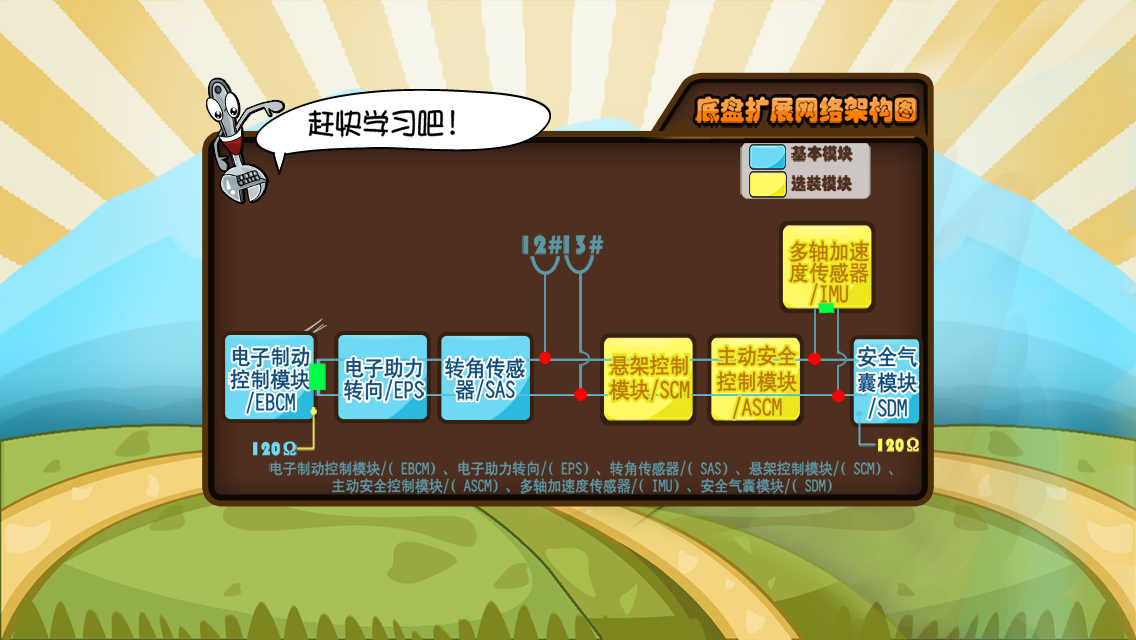 赶快学习吧！
底盘扩展网络架构图
基本模块
选装模块
12#13#
多轴加速
度传感器
/IMU
电子制动
控制模块
/EBCM
电子助力
转向/EPS
转角传感
器/SAS
悬架控制
模块/SCM
主动安全
控制模块
/ASCM
安全气
囊模块
/SDM
120Ω
120Ω
电子制动控制模块/( EBCM) 、电子助力转向/( EPS) 、转角传感器/( SAS) 、悬架控制模块/( SCM) 、
主动安全控制模块/( ASCM) 、多轴加速度传感器/( IMU) 、安全气囊模块/( SDM)